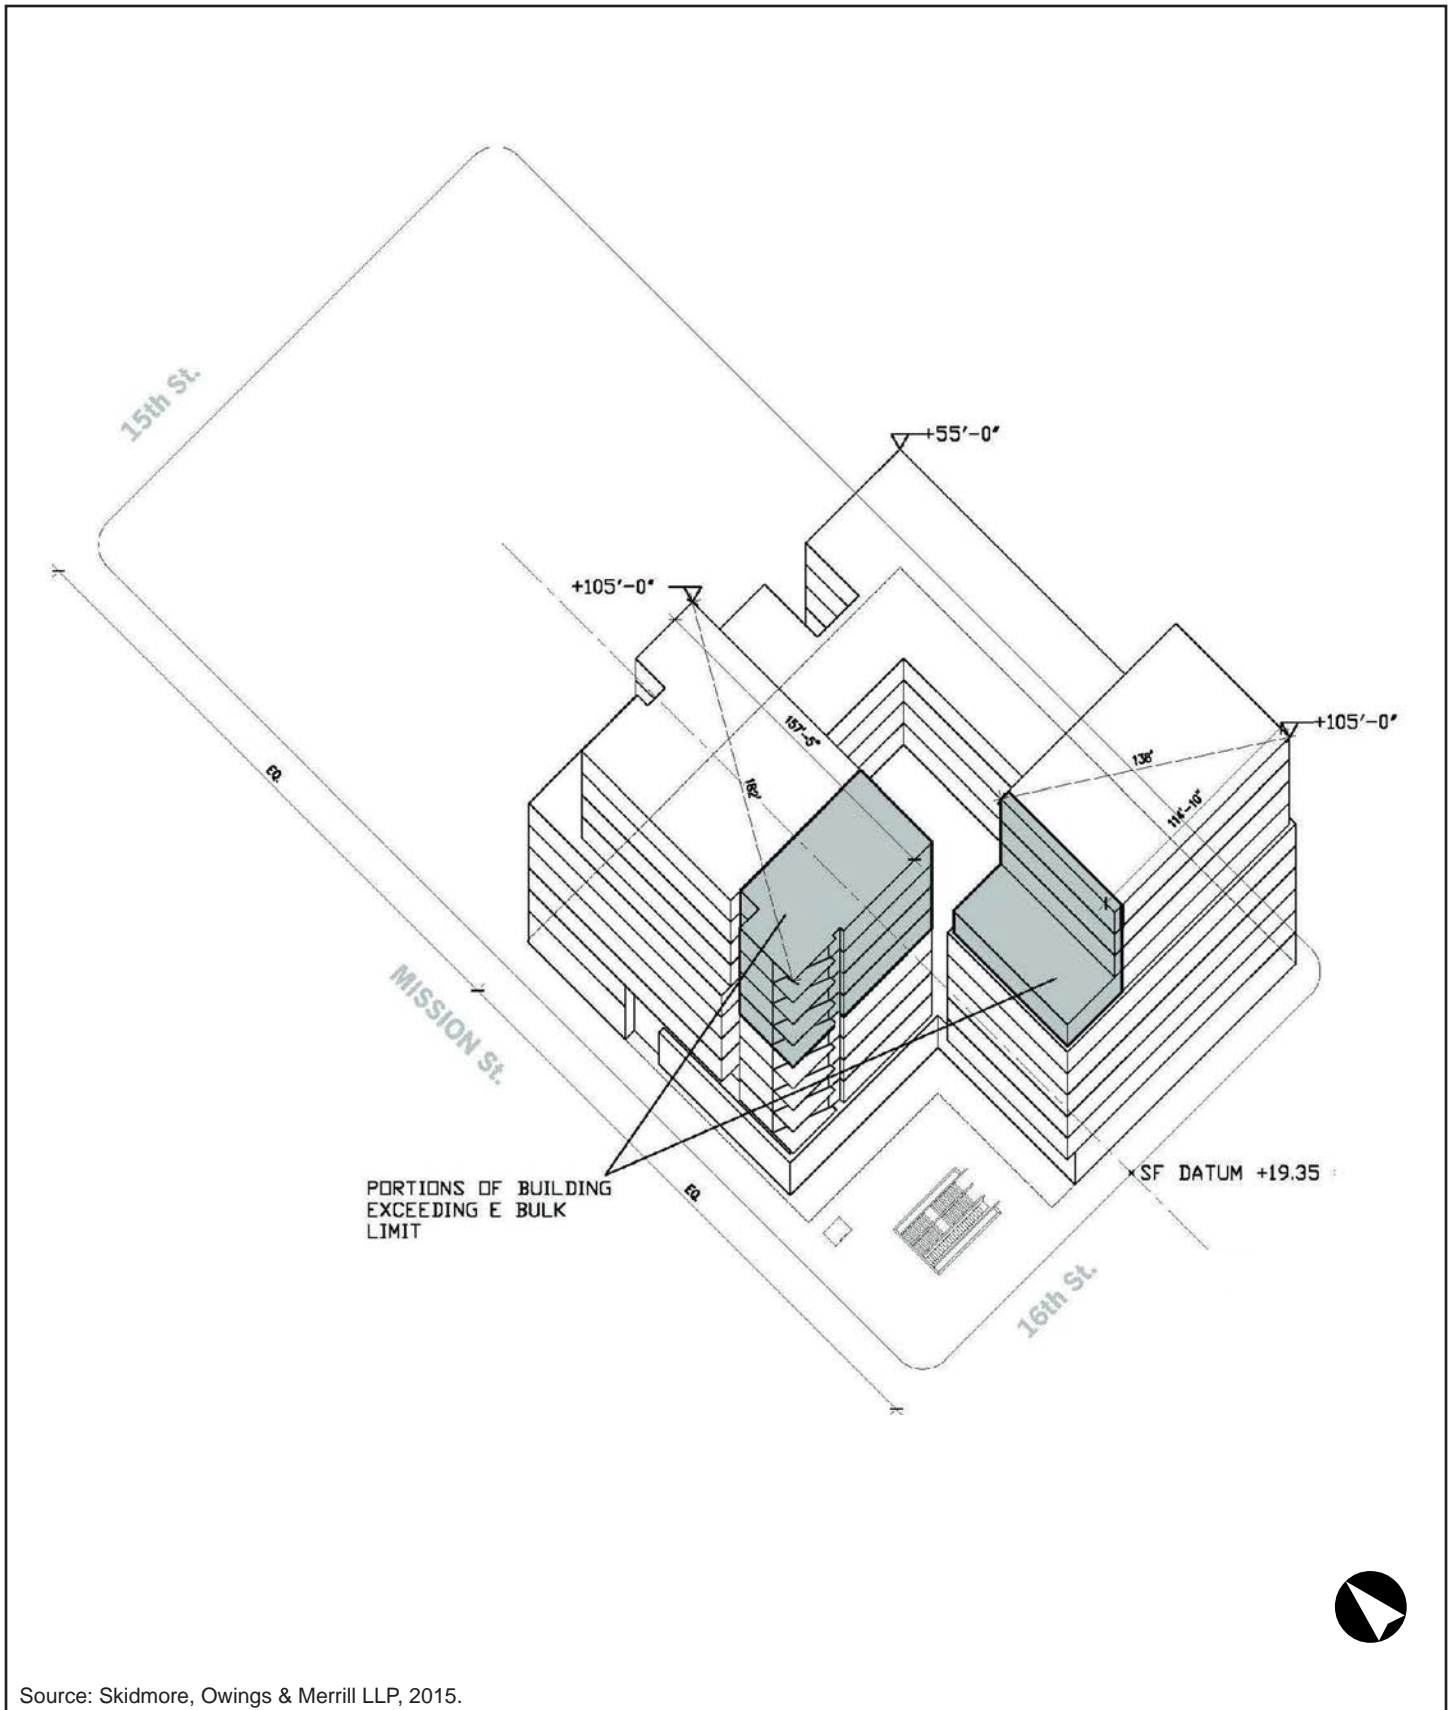 15th St.
+55'-0"
+105'-0"
+105'-0"
157'-5"
138'
182'
114'-10"
EQ.
MISSION St.
PORTIONS OF BUILDING
EXCEEDING E BULK
LIMIT
EQ.
SF DATUM +19.35
16th St.
Source: Skidmore, Owings & Merrill LLP, 2015.